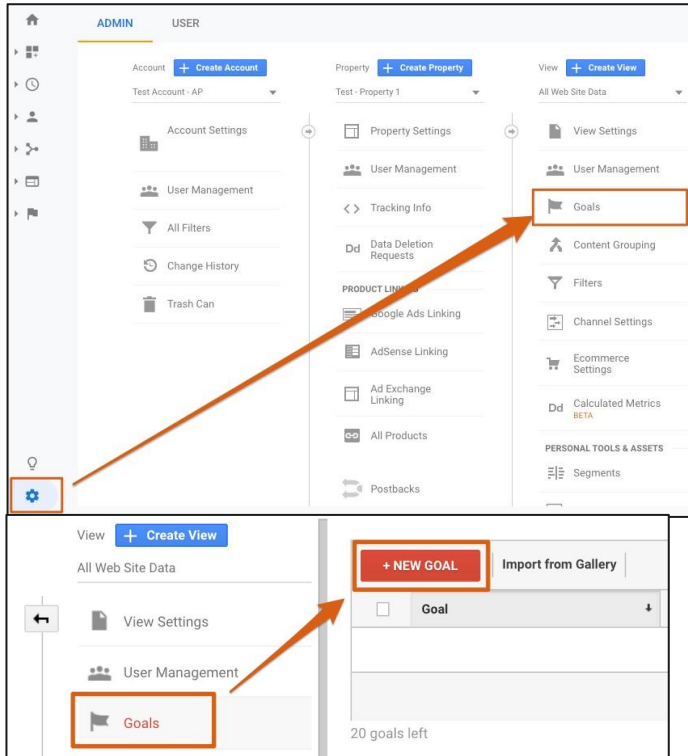 ADMIN
USER
Account
+ Create Account
Test Account - AP
Account Settings
User Management
All Filters
Change History
Trash Can
Property
+ Create Property
Test - Property 1
Property Settings
User Management
Tracking Info
Dd Data Deletion
Requests
Google Ads Linking
AdSense Linking
Ad Exchange
Linking
All Products
Postbacks
View
+ Create View
All Web Site Data
View Settings
User Management
Goals
Content Grouping
Filters
Channel Settings
Ecommerce
Settings
Dd Calculated Metrics
BETA
PERSONAL TOOLS & ASSETS
Segments
View
+ Create View
All Web Site Data
View Settings
User Management
Goals
+ NEW GOAL
Import from Gallery
Goal
20 goals left